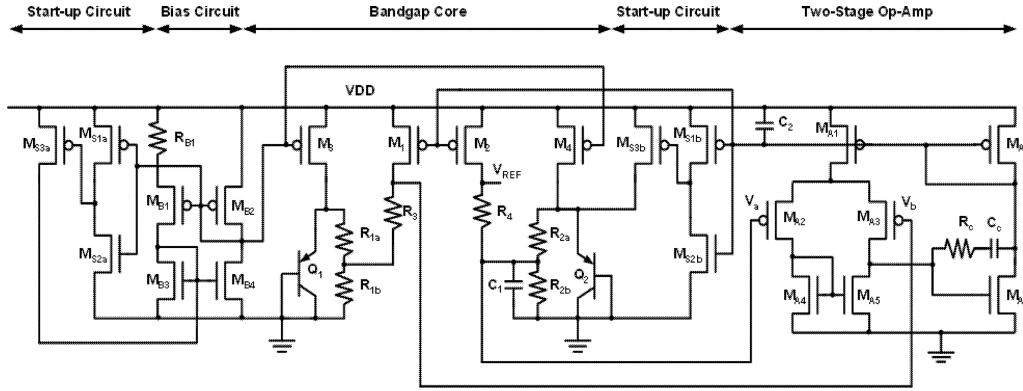 Start-up Circuit Bias Circuit Bandgap Core Start-up Circuit Two-Stage Op-Amp
VDD
M_S3a M_S1a R_B1 M_3 M_1 M_2 M_4 M_S3b M_S1b C_2 M_A1 M_A
V_REF
M_B1 M_B2 R_3 R_4 V_a M_A2 M_A3 V_b
M_S2a R_1a R_2a M_S2b R_c C_c
M_B3 M_B4 Q_1 R_1b C_1 R_2b Q_2 M_A4 M_A5 M_A